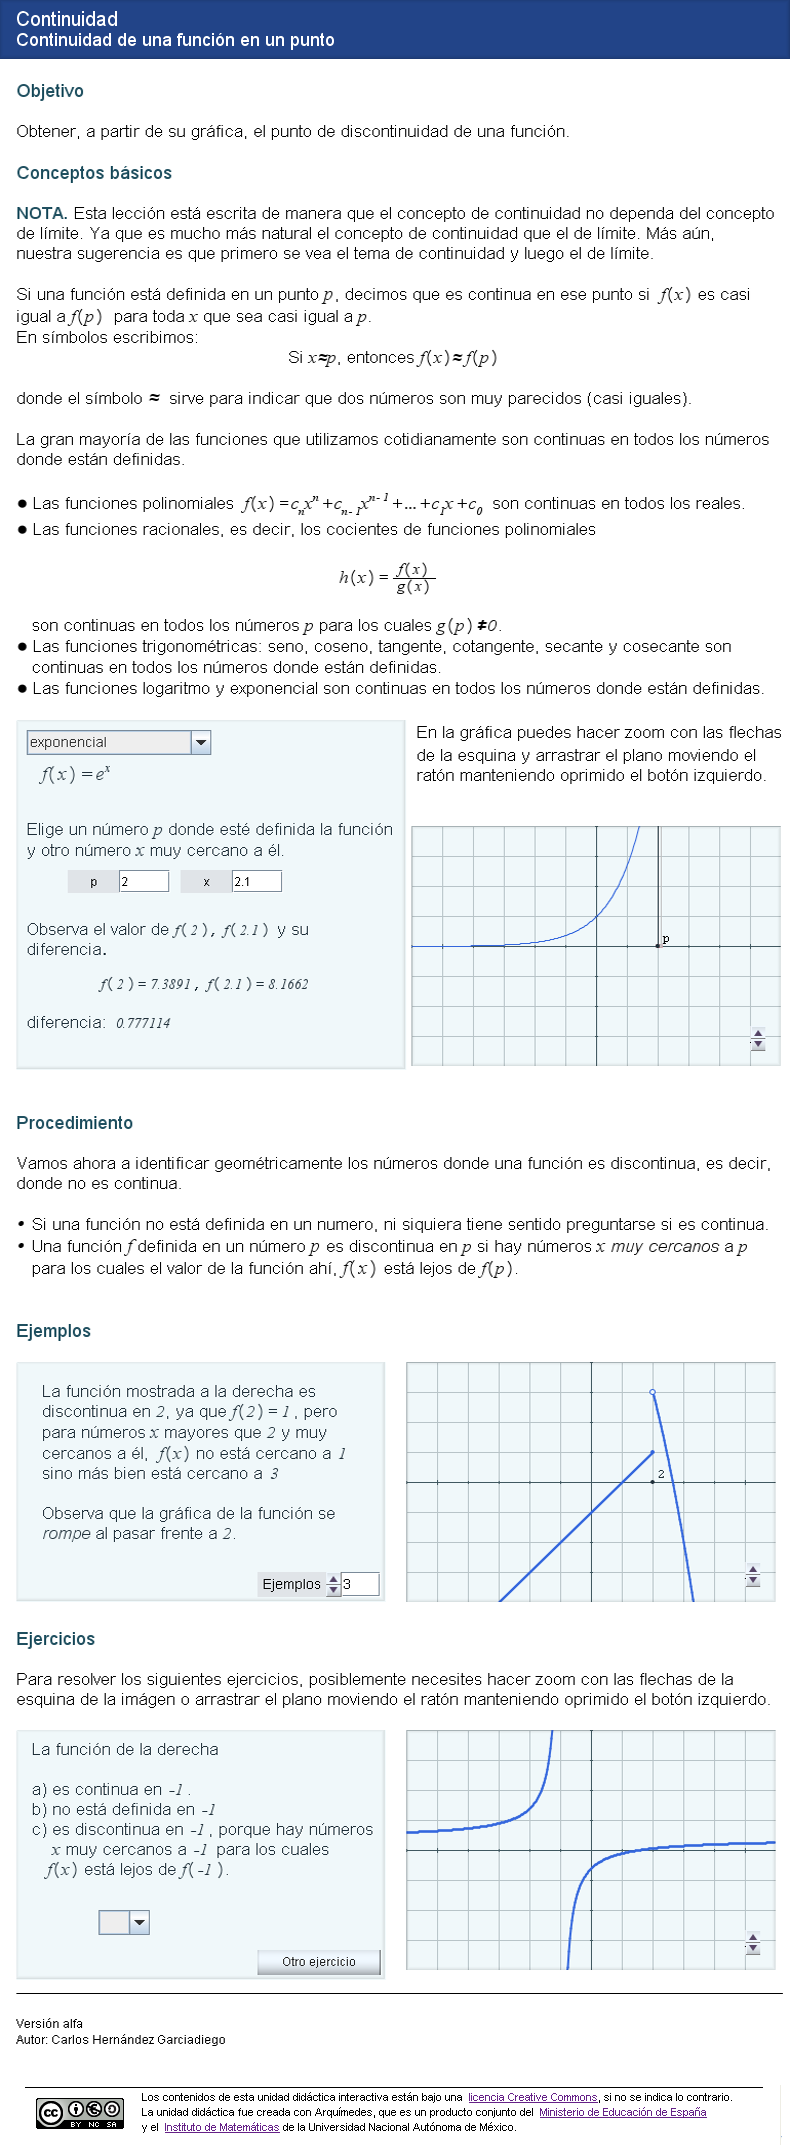 Continuidad
Continuidad de una función en un punto
Objetivo
Obtener, a partir de su gráfica, el punto de discontinuidad de una función.
Conceptos básicos
NOTA. Esta lección está escrita de manera que el concepto de continuidad no dependa del concepto
de límite. Ya que es mucho más natural el concepto de continuidad que el de límite. Más aún,
nuestra sugerencia es que primero se vea el tema de continuidad y luego el de límite.
Si una función está definida en un punto p, decimos que es continua en ese punto si f(x) es casi
igual a f(p) para toda x que sea casi igual a p.
En símbolos escribimos:
Si x≈p, entonces f(x)≈f(p)
donde el símbolo ≈ sirve para indicar que dos números son muy parecidos (casi iguales).
La gran mayoría de las funciones que utilizamos cotidianamente son continuas en todos los números
donde están definidas.
● Las funciones polinomiales f(x)=cₙxⁿ+cₙ₋₁xⁿ⁻¹+...+c₁x+c₀ son continuas en todos los reales.
● Las funciones racionales, es decir, los cocientes de funciones polinomiales
h(x) = f(x) / g(x)
son continuas en todos los números p para los cuales g(p)≠0.
● Las funciones trigonométricas: seno, coseno, tangente, cotangente, secante y cosecante son
continuas en todos los números donde están definidas.
● Las funciones logaritmo y exponencial son continuas en todos los números donde están definidas.
exponencial
f(x)=eˣ
Elige un número p donde esté definida la función
y otro número x muy cercano a él.
p 2 x 2.1
Observa el valor de f(2), f(2.1) y su
diferencia.
f(2)=7.3891, f(2.1)=8.1662
diferencia: 0.777114
En la gráfica puedes hacer zoom con las flechas
de la esquina y arrastrar el plano moviendo el
ratón manteniendo oprimido el botón izquierdo.
p
Procedimiento
Vamos ahora a identificar geométricamente los números donde una función es discontinua, es decir,
donde no es continua.
• Si una función no está definida en un numero, ni siquiera tiene sentido preguntarse si es continua.
• Una función f definida en un número p es discontinua en p si hay números x muy cercanos a p
para los cuales el valor de la función ahí, f(x) está lejos de f(p).
Ejemplos
La función mostrada a la derecha es
discontinua en 2, ya que f(2)=1, pero
para números x mayores que 2 y muy
cercanos a él, f(x) no está cercano a 1
sino más bien está cercano a 3
Observa que la gráfica de la función se
rompe al pasar frente a 2.
Ejemplos 3
2
Ejercicios
Para resolver los siguientes ejercicios, posiblemente necesites hacer zoom con las flechas de la
esquina de la imágen o arrastrar el plano moviendo el ratón manteniendo oprimido el botón izquierdo.
La función de la derecha
a) es continua en -1.
b) no está definida en -1
c) es discontinua en -1, porque hay números
x muy cercanos a -1 para los cuales
f(x) está lejos de f(-1).
Otro ejercicio
Versión alfa
Autor: Carlos Hernández Garciadiego
cc BY NC SA
Los contenidos de esta unidad didáctica interactiva están bajo una licencia Creative Commons, si no se indica lo contrario.
La unidad didáctica fue creada con Arquímedes, que es un producto conjunto del Ministerio de Educación de España
y el Instituto de Matemáticas de la Universidad Nacional Autónoma de México.